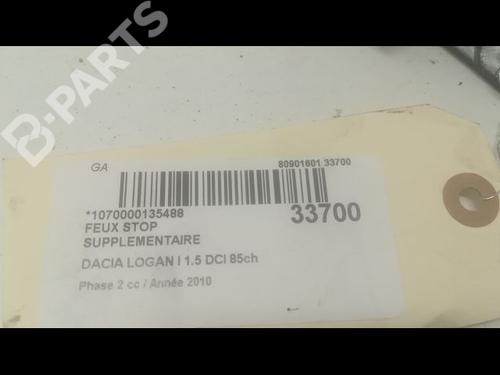 B-PARTS
GA
80901601 33700
*1070000135488
33700
FEUX STOP
SUPPLEMENTAIRE
DACIA LOGAN I 1.5 DCI 85ch
Phase 2 cc / Année 2010